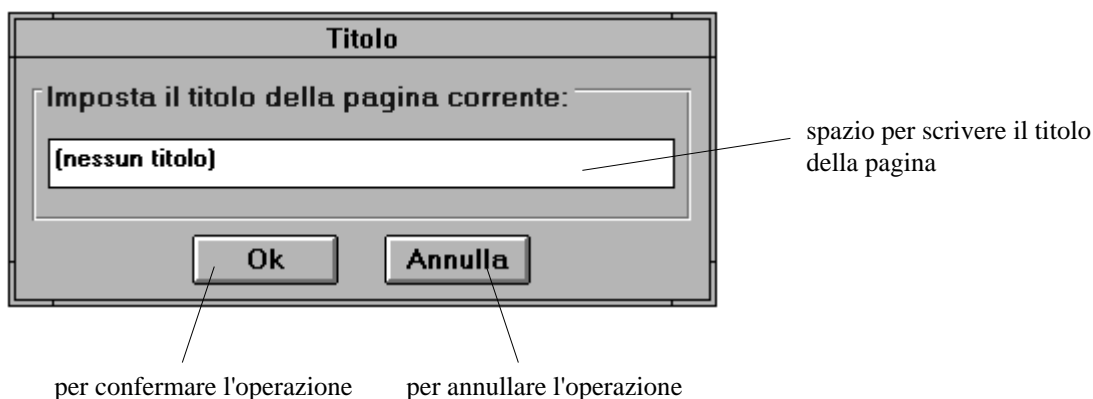 Titolo
Imposta il titolo della pagina corrente:
(nessun titolo)
spazio per scrivere il titolo
della pagina
Ok Annulla
per confermare l'operazione per annullare l'operazione